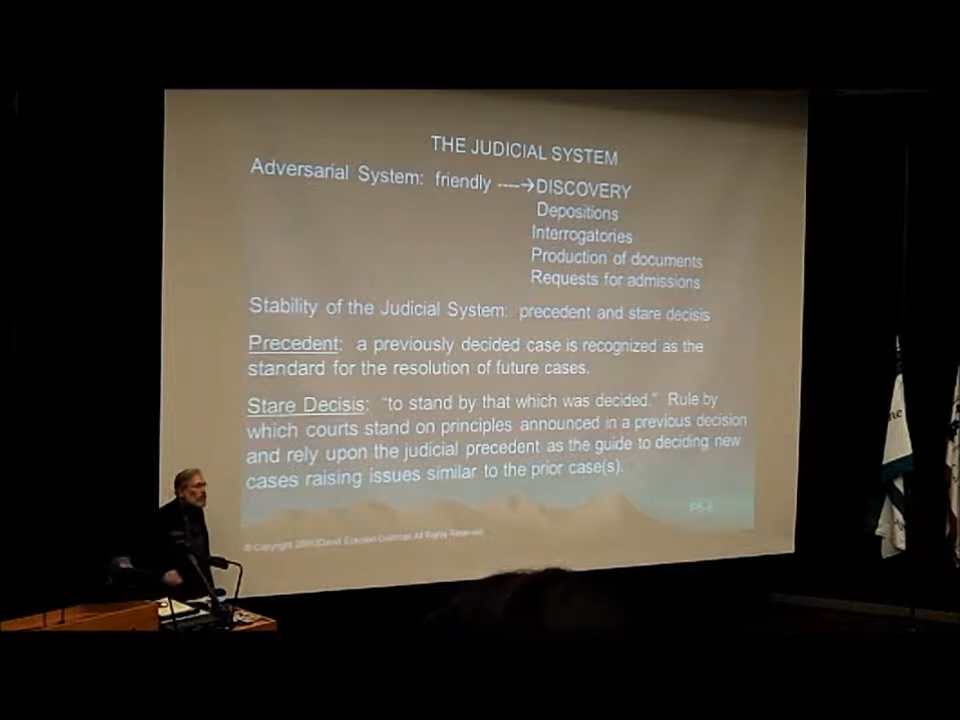 THE JUDICIAL SYSTEM
Adversarial System: friendly ----→DISCOVERY
Depositions
Interrogatories
Production of documents
Requests for admissions
Stability of the Judicial System: precedent and stare decisis
Precedent: a previously decided case is recognized as the
standard for the resolution of future cases.
Stare Decisis: "to stand by that which was decided." Rule by
which courts stand on principles announced in a previous decision
and rely upon the judicial precedent as the guide to deciding new
cases raising issues similar to the prior case(s).
© Copyright All Rights Reserved